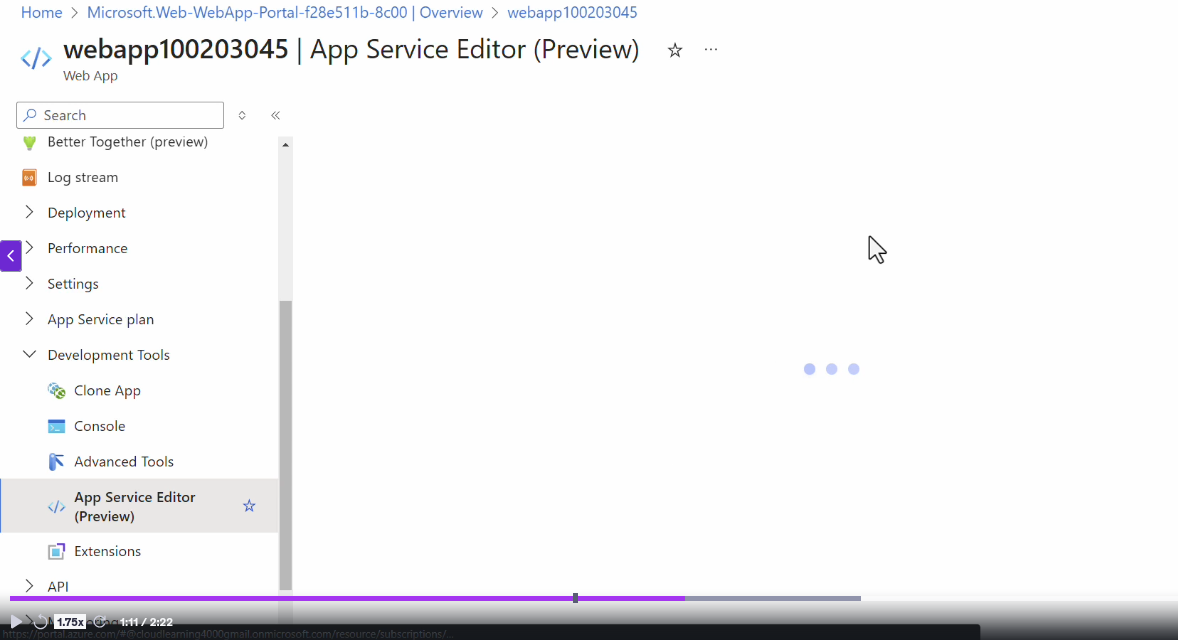 Home > Microsoft.Web-WebApp-Portal-f28e511b-8c00 | Overview > webapp100203045
webapp100203045 | App Service Editor (Preview)
Web App
Search
Better Together (preview)
Log stream
Deployment
Performance
Settings
App Service plan
Development Tools
Clone App
Console
Advanced Tools
App Service Editor
(Preview)
Extensions
API
1.75x 1:11 / 2:22
https://portal.azure.com/#@cloudlearning4000gmail.onmicrosoft.com/resource/subscriptions/...